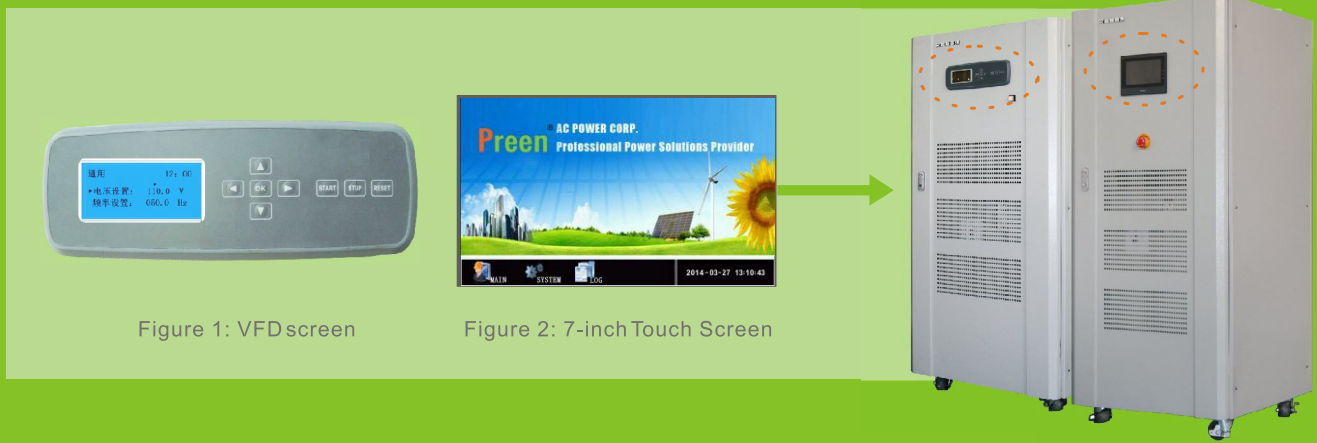 通用 12:00
▸电压设置: 110.0 V
频率设置: 050.0 Hz
OK
START STOP RESET
Preen® AC POWER CORP.
Professional Power Solutions Provider
MAIN SYSTEM LOG 2014-03-27 13:10:43
Figure 1: VFD screen
Figure 2: 7-inch Touch Screen